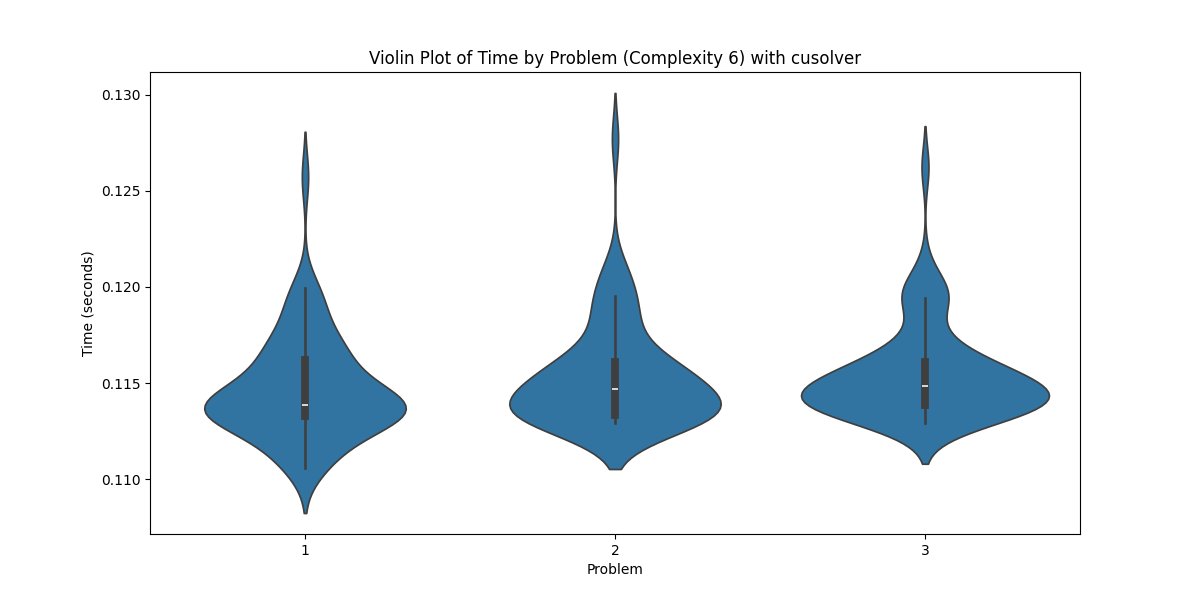 Violin Plot of Time by Problem (Complexity 6) with cusolver
0.130
0.125
0.120
0.115
0.110
Time (seconds)
1
2
3
Problem